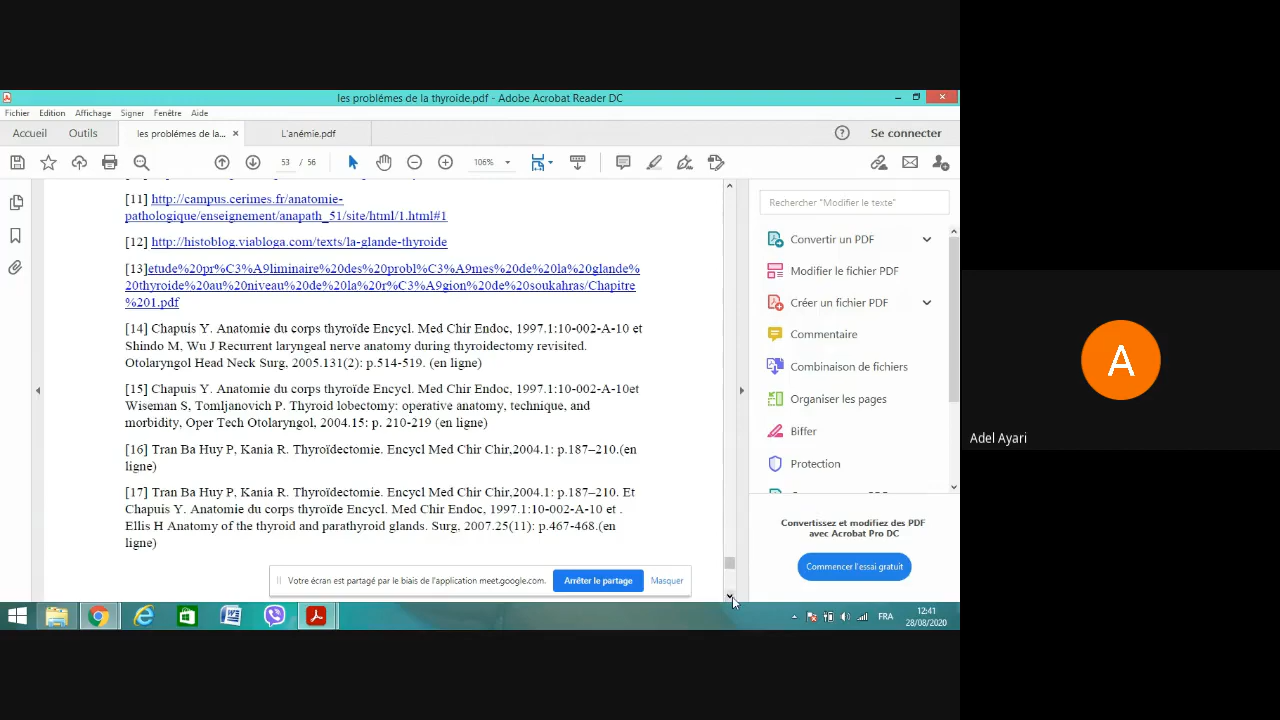 les problémes de la thyroide.pdf - Adobe Acrobat Reader DC
Fichier Edition Affichage Signer Fenêtre Aide
Accueil Outils les problémes de la... × L'anémie.pdf Se connecter
53 / 56 106%
[11] http://campus.cerimes.fr/anatomie-
pathologique/enseignement/anapath_51/site/html/1.html#1
[12] http://histoblog.viabloga.com/texts/la-glande-thyroide
[13]etude%20pr%C3%A9liminaire%20des%20probl%C3%A9mes%20de%20la%20glande%
20thyroide%20au%20niveau%20de%20la%20r%C3%A9gion%20de%20soukahras/Chapitre
%201.pdf
[14] Chapuis Y. Anatomie du corps thyroïde Encycl. Med Chir Endoc, 1997.1:10-002-A-10 et
Shindo M, Wu J Recurrent laryngeal nerve anatomy during thyroidectomy revisited.
Otolaryngol Head Neck Surg, 2005.131(2): p.514-519. (en ligne)
[15] Chapuis Y. Anatomie du corps thyroïde Encycl. Med Chir Endoc, 1997.1:10-002-A-10et
Wiseman S, Tomljanovich P. Thyroid lobectomy: operative anatomy, technique, and
morbidity, Oper Tech Otolaryngol, 2004.15: p. 210-219 (en ligne)
[16] Tran Ba Huy P, Kania R. Thyroïdectomie. Encycl Med Chir Chir,2004.1: p.187–210.(en
ligne)
[17] Tran Ba Huy P, Kania R. Thyroïdectomie. Encycl Med Chir Chir,2004.1: p.187–210. Et
Chapuis Y. Anatomie du corps thyroïde Encycl. Med Chir Endoc, 1997.1:10-002-A-10 et .
Ellis H Anatomy of the thyroid and parathyroid glands. Surg, 2007.25(11): p.467-468.(en
ligne)
Rechercher "Modifier le texte"
Convertir un PDF
Modifier le fichier PDF
Créer un fichier PDF
Commentaire
Combinaison de fichiers
Organiser les pages
Biffer
Protection
Convertissez et modifiez des PDF
avec Acrobat Pro DC
Commencer l'essai gratuit
Votre écran est partagé par le biais de l'application meet.google.com. Arrêter le partage Masquer
FRA
12:41
28/08/2020
A
Adel Ayari